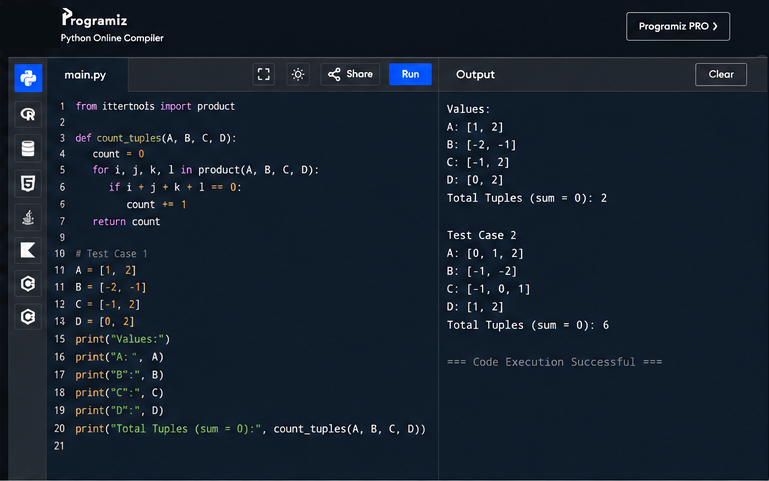 Programiz
Python Online Compiler
Programiz PRO ❯
main.py
Share
Run
Output
Clear
1 from ittertnols import product
2
3 def count_tuples(A, B, C, D):
4 count = 0
5 for i, j, k, l in product(A, B, C, D):
6 if i + j + k + l == 0:
6 count += 1
7 return count
9
10 # Test Case 1
11 A = [1, 2]
11 B = [-2, -1]
12 C = [-1, 2]
14 D = [0, 2]
15 print("Values:")
16 print("A: ", A)
17 print("B":", B)
18 print("C":", C)
19 print("D":", D)
20 print("Total Tuples (sum = 0):", count_tuples(A, B, C, D))
21
Values:
A: [1, 2]
B: [-2, -1]
C: [-1, 2]
D: [0, 2]
Total Tuples (sum = 0): 2
Test Case 2
A: [0, 1, 2]
B: [-1, -2]
C: [-1, 0, 1]
D: [1, 2]
Total Tuples (sum = 0): 6
=== Code Execution Successful ===